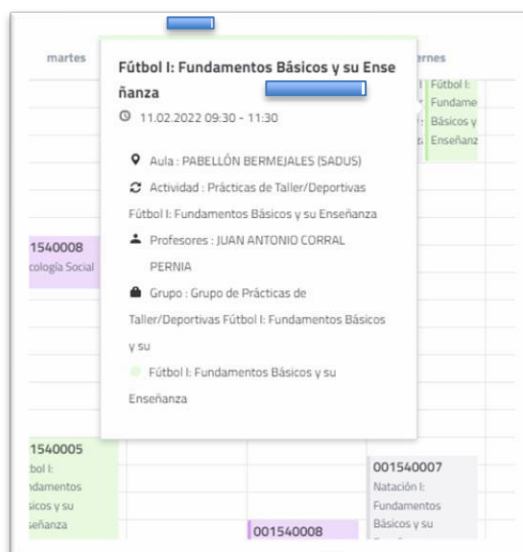 martes
ernes
Fútbol I: Fundamentos Básicos y su Ense
ñanza
11.02.2022 09:30 - 11:30
Aula : PABELLÓN BERMEJALES (SADUS)
Actividad : Prácticas de Taller/Deportivas
Fútbol I: Fundamentos Básicos y su Enseñanza
Profesores : JUAN ANTONIO CORRAL
PERNIA
Grupo : Grupo de Prácticas de
Taller/Deportivas Fútbol I: Fundamentos Básicos
y su
Fútbol I: Fundamentos Básicos y su
Enseñanza
Fútbol I:
Fundame
Básicos y
Enseñanz
1540008
cología Social
1540005
tbol I:
ndamentos
sicos y su
señanza
001540008
001540007
Natación I:
Fundamentos
Básicos y su